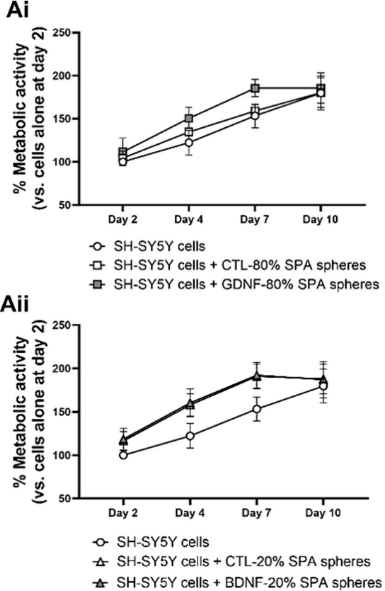 Ai
% Metabolic activity
(vs. cells alone at day 2)
250
200
150
100
50
Day 2 Day 4 Day 7 Day 10
SH-SY5Y cells
SH-SY5Y cells + CTL-80% SPA spheres
SH-SY5Y cells + GDNF-80% SPA spheres
Aii
% Metabolic activity
(vs. cells alone at day 2)
250
200
150
100
50
Day 2 Day 4 Day 7 Day 10
SH-SY5Y cells
SH-SY5Y cells + CTL-20% SPA spheres
SH-SY5Y cells + BDNF-20% SPA spheres